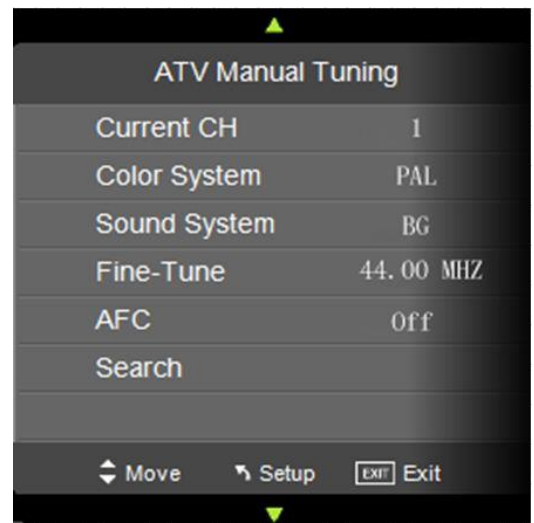 ATV Manual Tuning
Current CH 1
Color System PAL
Sound System BG
Fine-Tune 44.00 MHZ
AFC Off
Search
Move Setup EXIT Exit